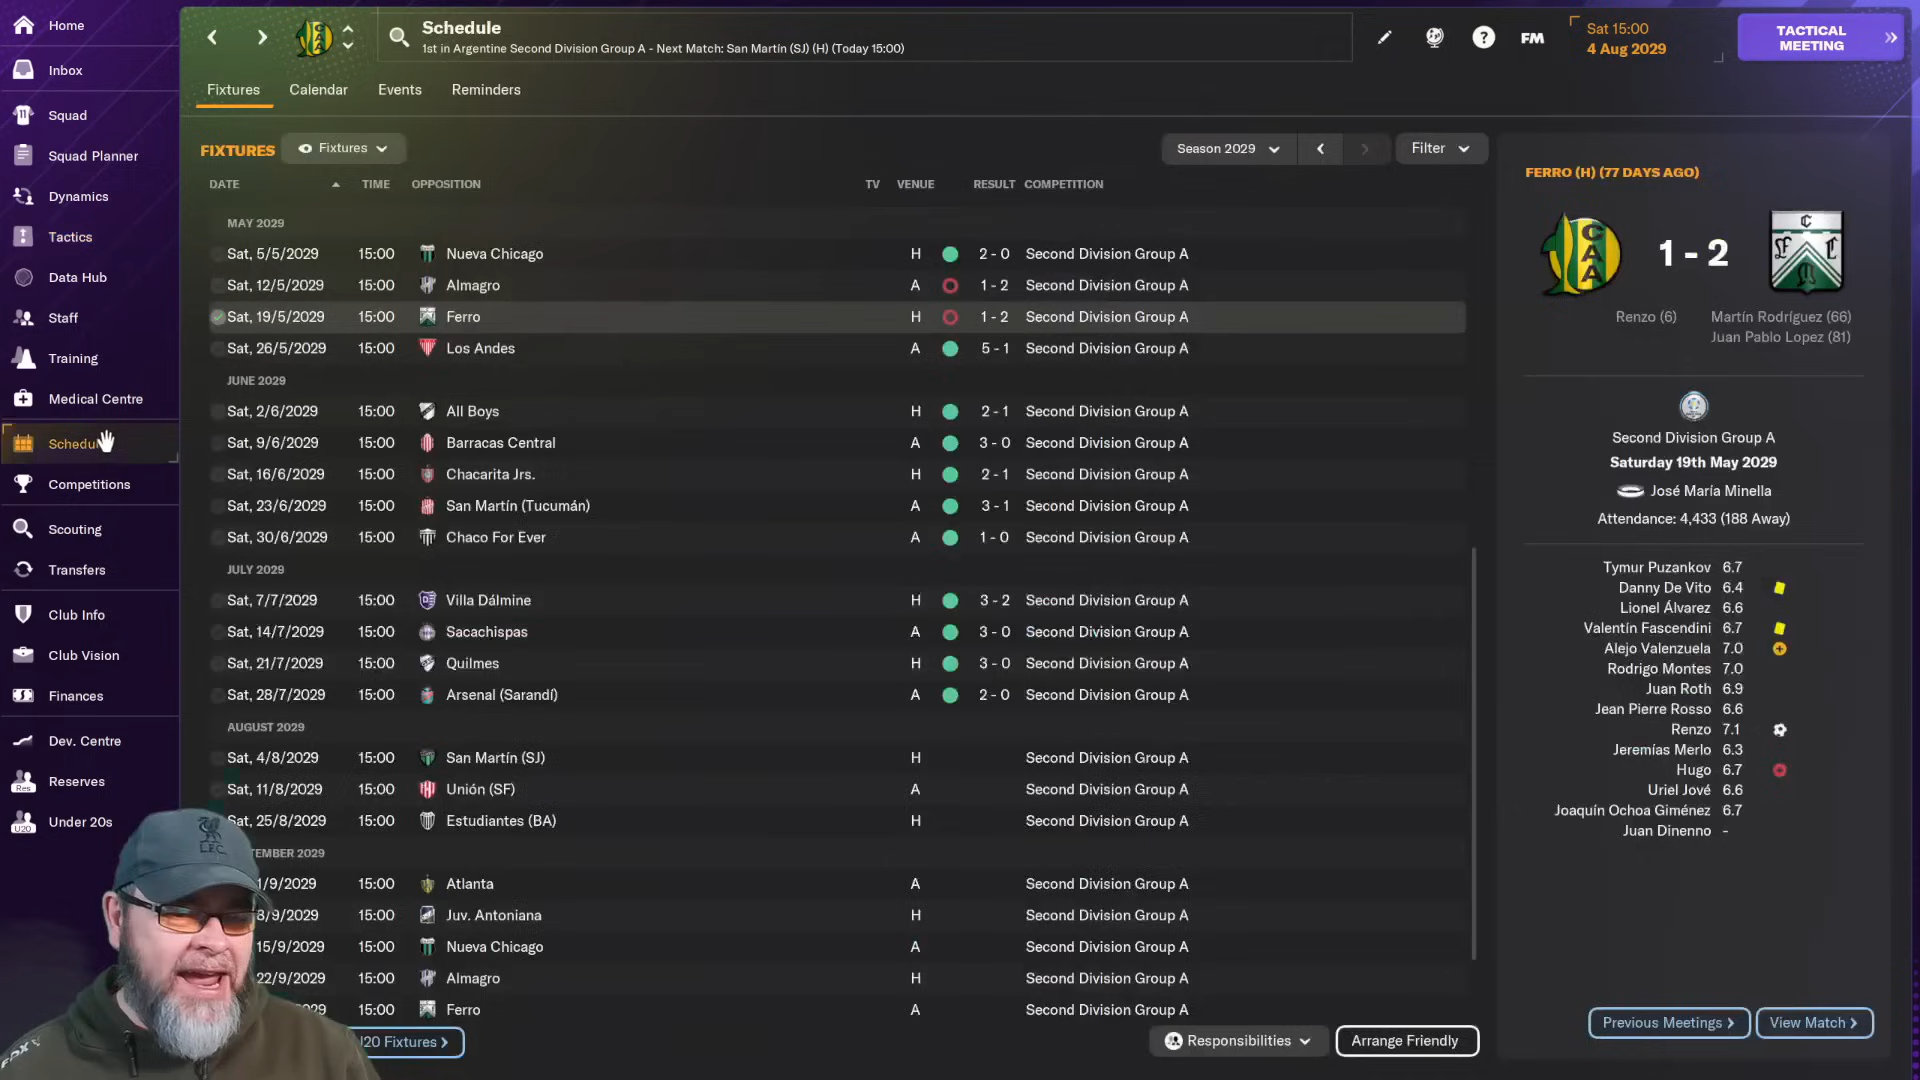 Home
Inbox
Squad
Squad Planner
Dynamics
Tactics
Data Hub
Staff
Training
Medical Centre
Schedu
Competitions
Scouting
Transfers
Club Info
Club Vision
Finances
Dev. Centre
Reserves
Under 20s
Schedule
1st in Argentine Second Division Group A - Next Match: San Martín (SJ) (H) (Today 15:00)
FM
Sat 15:00
4 Aug 2029
TACTICAL MEETING
Fixtures Calendar Events Reminders
FIXTURES Fixtures Season 2029 Filter
DATE TIME OPPOSITION TV VENUE RESULT COMPETITION
MAY 2029
Sat, 5/5/2029 15:00 Nueva Chicago H 2 - 0 Second Division Group A
Sat, 12/5/2029 15:00 Almagro A 1 - 2 Second Division Group A
Sat, 19/5/2029 15:00 Ferro H 1 - 2 Second Division Group A
Sat, 26/5/2029 15:00 Los Andes A 5 - 1 Second Division Group A
JUNE 2029
Sat, 2/6/2029 15:00 All Boys H 2 - 1 Second Division Group A
Sat, 9/6/2029 15:00 Barracas Central A 3 - 0 Second Division Group A
Sat, 16/6/2029 15:00 Chacarita Jrs. H 2 - 1 Second Division Group A
Sat, 23/6/2029 15:00 San Martín (Tucumán) A 3 - 1 Second Division Group A
Sat, 30/6/2029 15:00 Chaco For Ever A 1 - 0 Second Division Group A
JULY 2029
Sat, 7/7/2029 15:00 Villa Dálmine H 3 - 2 Second Division Group A
Sat, 14/7/2029 15:00 Sacachispas A 3 - 0 Second Division Group A
Sat, 21/7/2029 15:00 Quilmes H 3 - 0 Second Division Group A
Sat, 28/7/2029 15:00 Arsenal (Sarandí) A 2 - 0 Second Division Group A
AUGUST 2029
Sat, 4/8/2029 15:00 San Martín (SJ) H Second Division Group A
Sat, 11/8/2029 15:00 Unión (SF) A Second Division Group A
Sat, 25/8/2029 15:00 Estudiantes (BA) H Second Division Group A
TEMBER 2029
1/9/2029 15:00 Atlanta A Second Division Group A
8/9/2029 15:00 Juv. Antoniana H Second Division Group A
15/9/2029 15:00 Nueva Chicago A Second Division Group A
22/9/2029 15:00 Almagro H Second Division Group A
15:00 Ferro A Second Division Group A
20 Fixtures
Responsibilities
Arrange Friendly
FERRO (H) (77 DAYS AGO)
CAA
1 - 2
Renzo (6)
Martín Rodríguez (66)
Juan Pablo Lopez (81)
Second Division Group A
Saturday 19th May 2029
José María Minella
Attendance: 4,433 (188 Away)
Tymur Puzankov 6.7
Danny De Vito 6.4
Lionel Álvarez 6.6
Valentín Fascendini 6.7
Alejo Valenzuela 7.0
Rodrigo Montes 7.0
Juan Roth 6.9
Jean Pierre Rosso 6.6
Renzo 7.1
Jeremías Merlo 6.3
Hugo 6.7
Uriel Jové 6.6
Joaquín Ochoa Giménez 6.7
Juan Dinenno -
Previous Meetings
View Match
L.F.C.